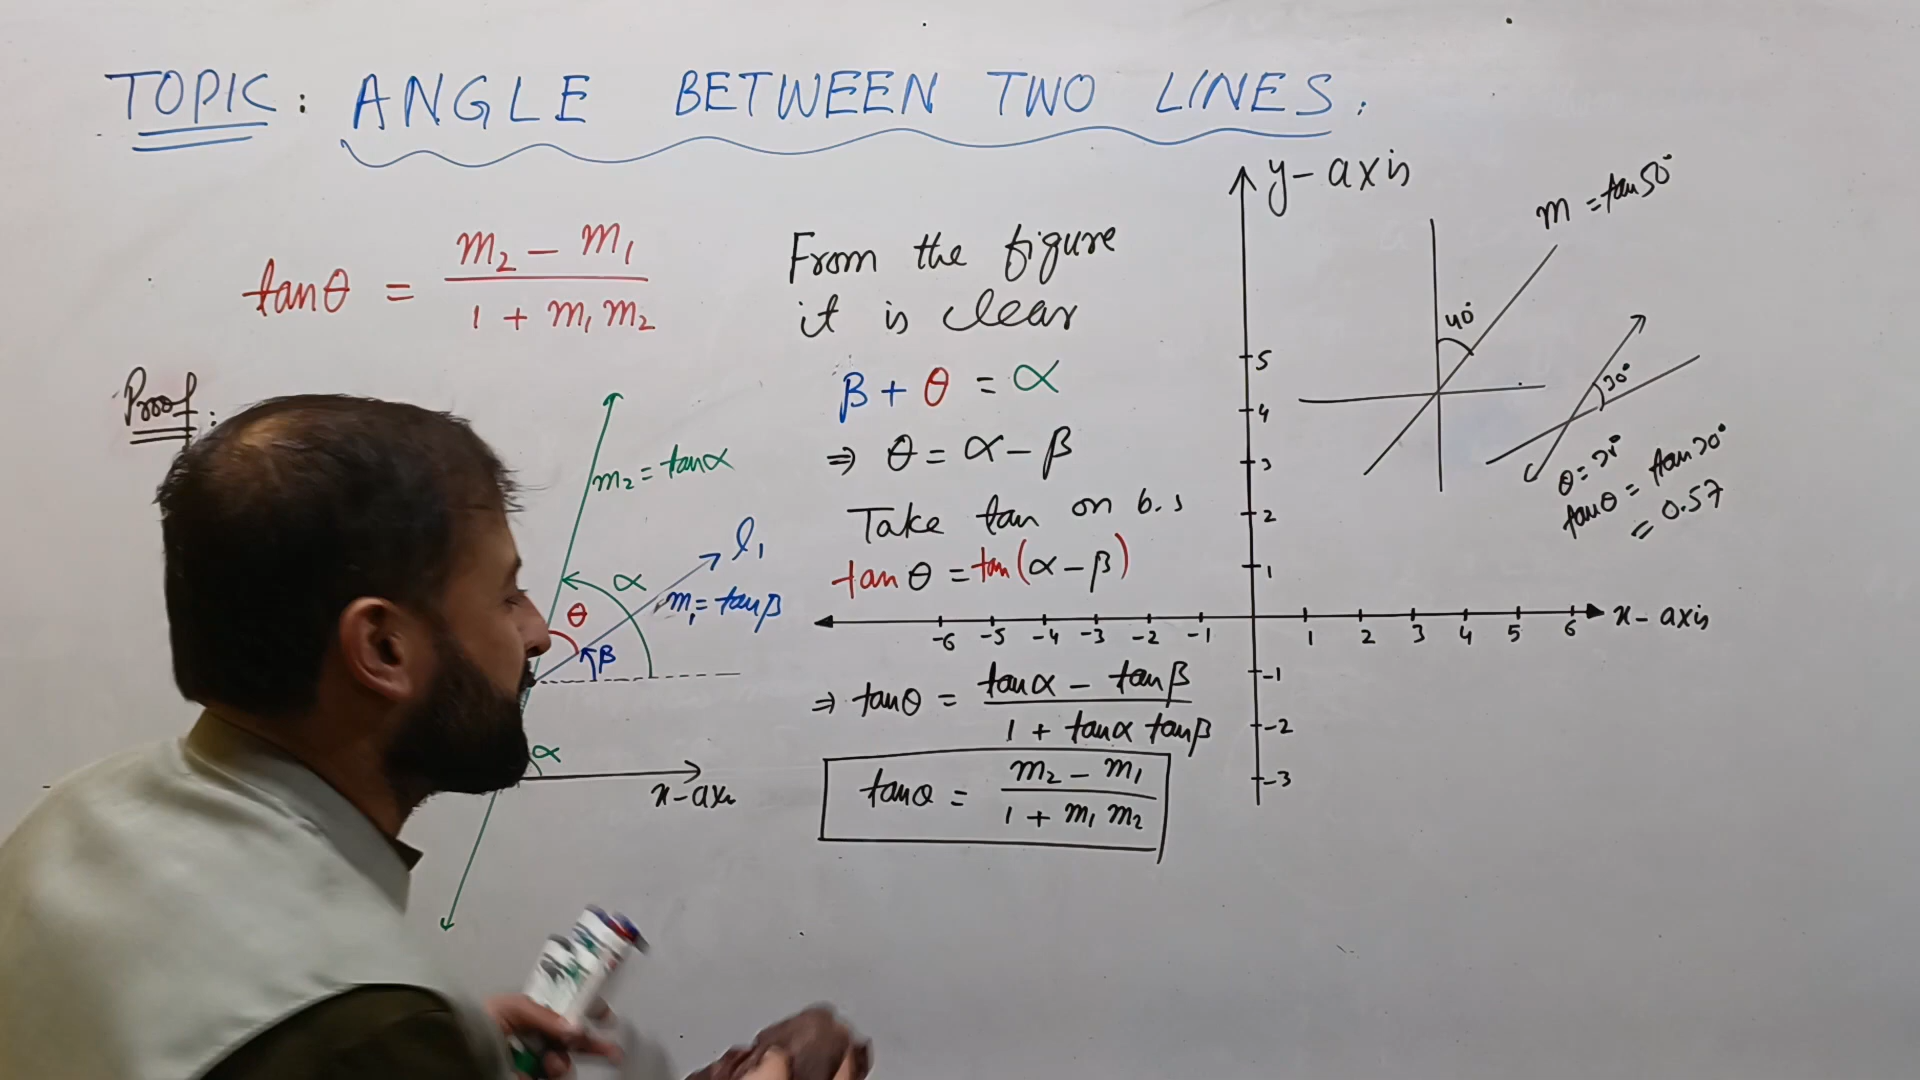 TOPIC: ANGLE BETWEEN TWO LINES.
tanθ = m₂ - m₁ / 1 + m₁ m₂
Proof:
m₂ = tanα
l₁
m₁ = tanβ
α
θ
β
α
x-axis
From the figure
it is clear
β + θ = α
⇒ θ = α - β
Take tan on b.s
tan θ = tan(α - β)
⇒ tanθ = tanα - tanβ / 1 + tanα tanβ
tanθ = m₂ - m₁ / 1 + m₁ m₂
y-axis
5
4
3
2
1
-6 -5 -4 -3 -2 -1 1 2 3 4 5 6 x-axis
-1
-2
-3
m = tan50°
40°
30°
θ = 30°
tanθ = tan30°
= 0.57